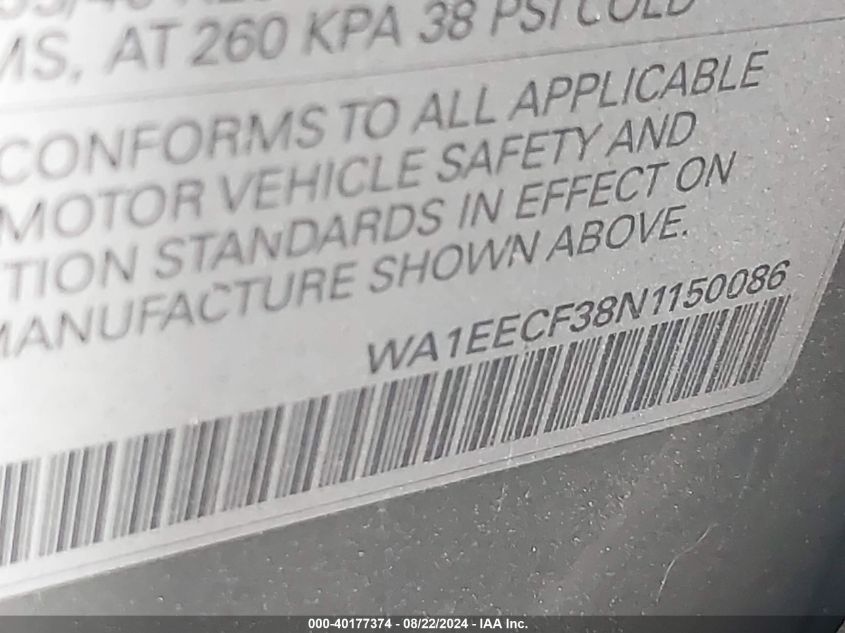 MS, AT 260 KPA 38 PSI COLD
CONFORMS TO ALL APPLICABLE
MOTOR VEHICLE SAFETY AND
TION STANDARDS IN EFFECT ON
MANUFACTURE SHOWN ABOVE.
WA1EECF38N1150086
000-40177374 - 08/22/2024 - IAA Inc.